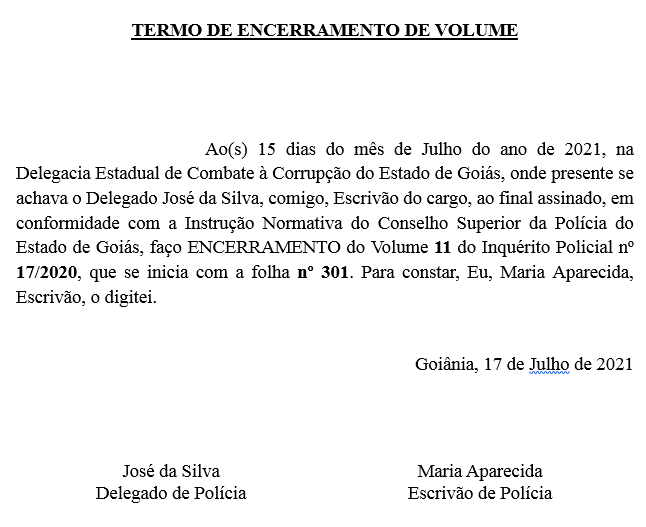 TERMO DE ENCERRAMENTO DE VOLUME
Ao(s) 15 dias do mês de Julho do ano de 2021, na
Delegacia Estadual de Combate à Corrupção do Estado de Goiás, onde presente se
achava o Delegado José da Silva, comigo, Escrivão do cargo, ao final assinado, em
conformidade com a Instrução Normativa do Conselho Superior da Polícia do
Estado de Goiás, faço ENCERRAMENTO do Volume 11 do Inquérito Policial nº
17/2020, que se inicia com a folha nº 301. Para constar, Eu, Maria Aparecida,
Escrivão, o digitei.
Goiânia, 17 de Julho de 2021
José da Silva
Delegado de Polícia
Maria Aparecida
Escrivão de Polícia